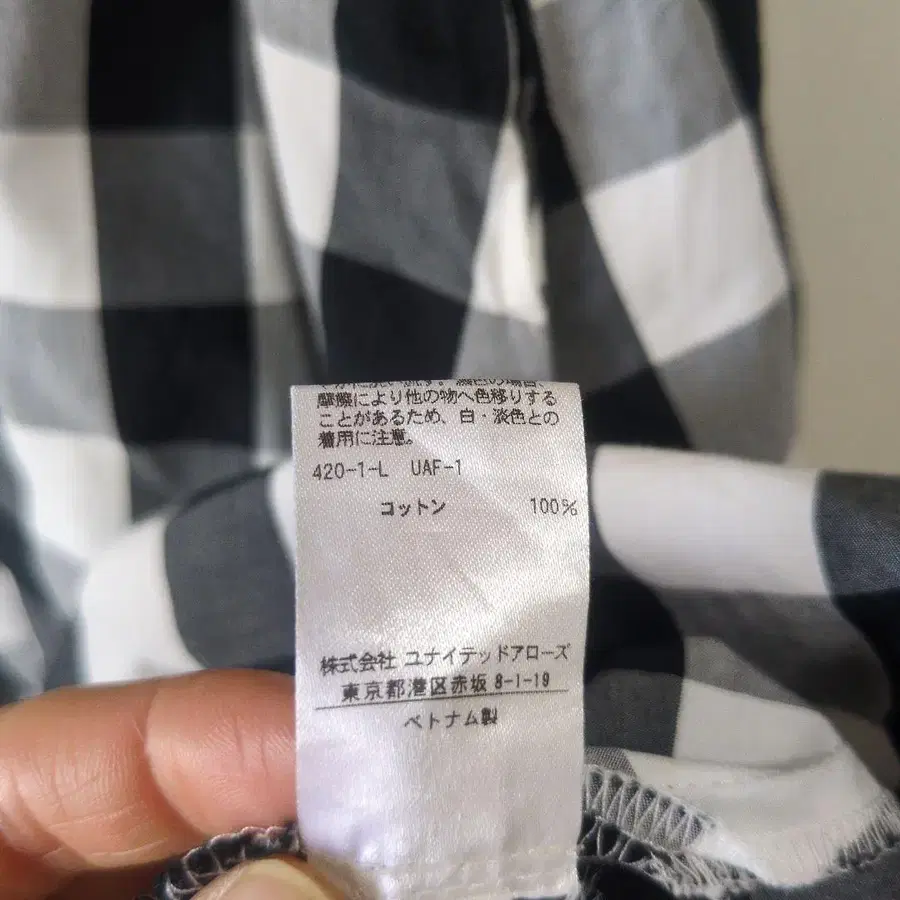 摩擦により他の物へ色移りする
ことがあるため、白・淡色との
着用に注意。
420-1-L UAF-1
コットン 100%
株式会社 ユナイテッドアローズ
東京都港区赤坂 8-1-19
ベトナム製